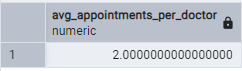 avg_appointments_per_doctor
numeric
1 2.0000000000000000